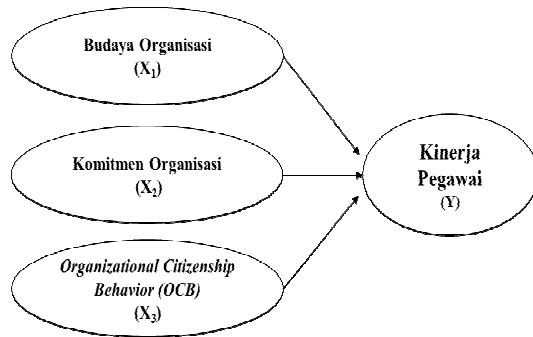 Budaya Organisasi
(X₁)
Komitmen Organisasi
(X₂)
Organizational Citizenship
Behavior (OCB)
(X₃)
Kinerja
Pegawai
(Y)